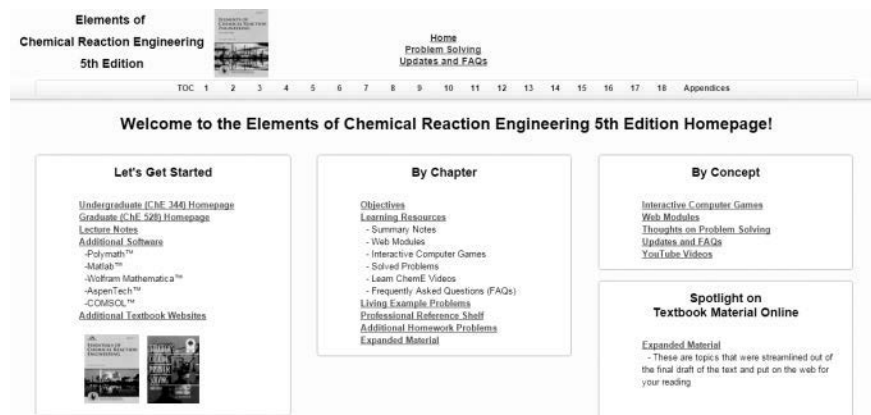 Elements of
Chemical Reaction Engineering
5th Edition
Home
Problem Solving
Updates and FAQs
TOC 1 2 3 4 5 6 7 8 9 10 11 12 13 14 15 16 17 18 Appendices
Welcome to the Elements of Chemical Reaction Engineering 5th Edition Homepage!
Let's Get Started
Undergraduate (ChE 344) Homepage
Graduate (ChE 528) Homepage
Lecture Notes
Additional Software
-Polymath™
-Matlab™
-Wolfram Mathematica™
-AspenTech™
-COMSOL™
Additional Textbook Websites
By Chapter
Objectives
Learning Resources
- Summary Notes
- Web Modules
- Interactive Computer Games
- Solved Problems
- Learn ChemE Videos
- Frequently Asked Questions (FAQs)
Living Example Problems
Professional Reference Shelf
Additional Homework Problems
Expanded Material
By Concept
Interactive Computer Games
Web Modules
Thoughts on Problem Solving
Updates and FAQs
YouTube Videos
Spotlight on
Textbook Material Online
Expanded Material
- These are topics that were streamlined out of
the final draft of the text and put on the web for
your reading